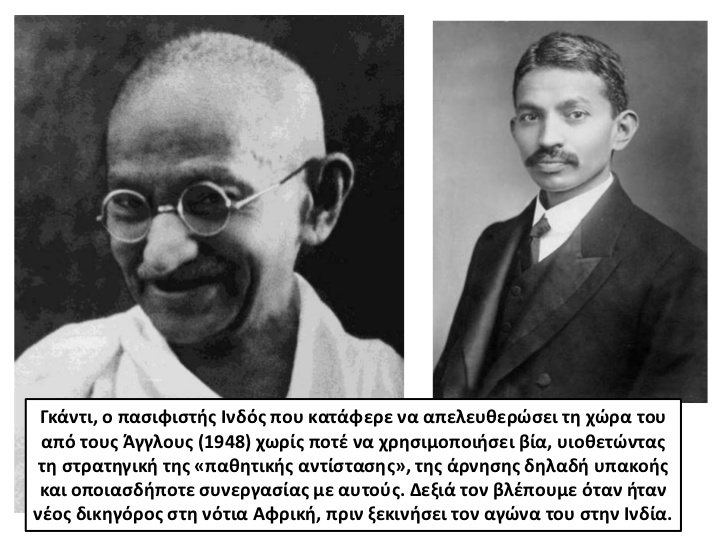 Γκάντι, ο πασιφιστής Ινδός που κατάφερε να απελευθερώσει τη χώρα του
από τους Άγγλους (1948) χωρίς ποτέ να χρησιμοποιήσει βία, υιοθετώντας
τη στρατηγική της «παθητικής αντίστασης», της άρνησης δηλαδή υπακοής
και οποιασδήποτε συνεργασίας με αυτούς. Δεξιά τον βλέπουμε όταν ήταν
νέος δικηγόρος στη νότια Αφρική, πριν ξεκινήσει τον αγώνα του στην Ινδία.